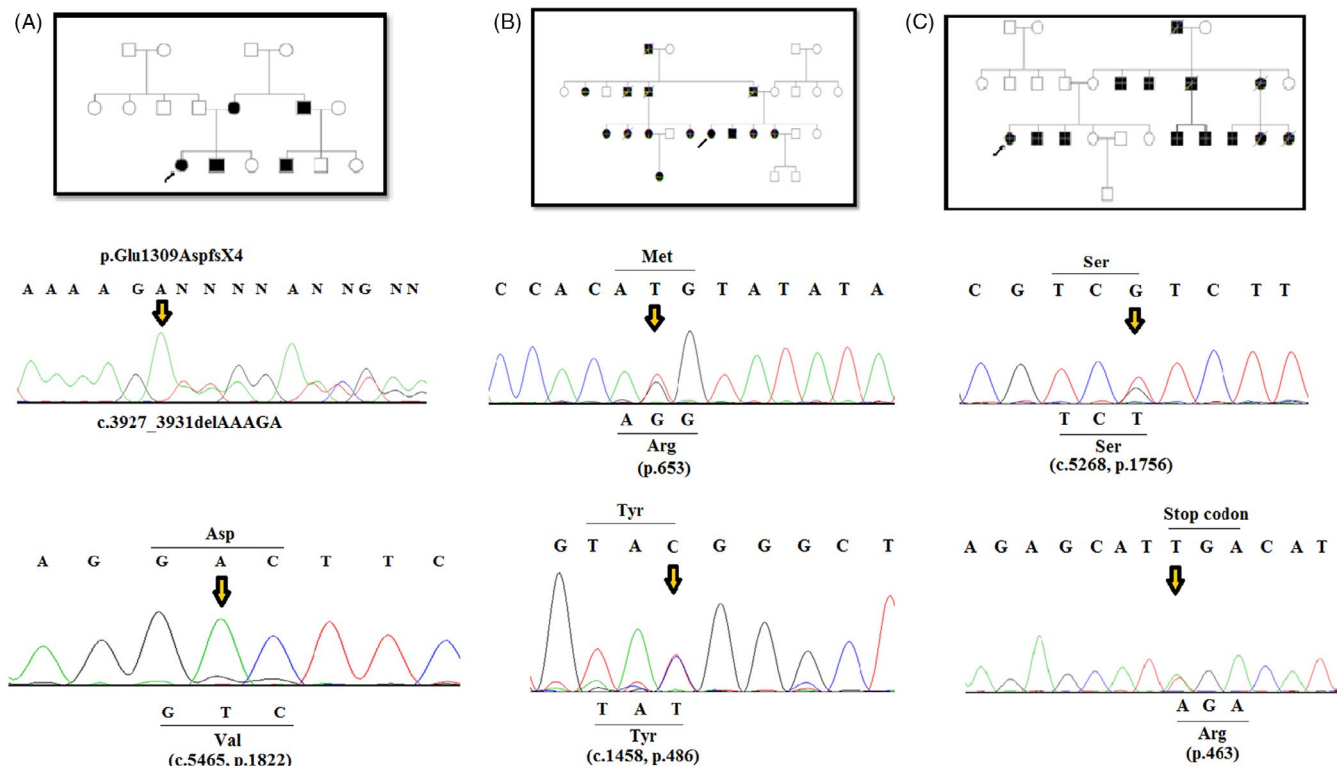 (A)
(B)
(C)
p.Glu1309AspfsX4
A A A A G A N N N N A N N G N N
c.3927_3931delAAAGA
Met
C C A C A T G T A T A T A
A G G
Arg
(p.653)
Ser
C G T C G T C T T
T C T
Ser
(c.5268, p.1756)
Asp
A G G A C T T C
G T C
Val
(c.5465, p.1822)
Tyr
G T A C G G G C T
T A T
Tyr
(c.1458, p.486)
Stop codon
A G A G C A T T G A C A T
A G A
Arg
(p.463)